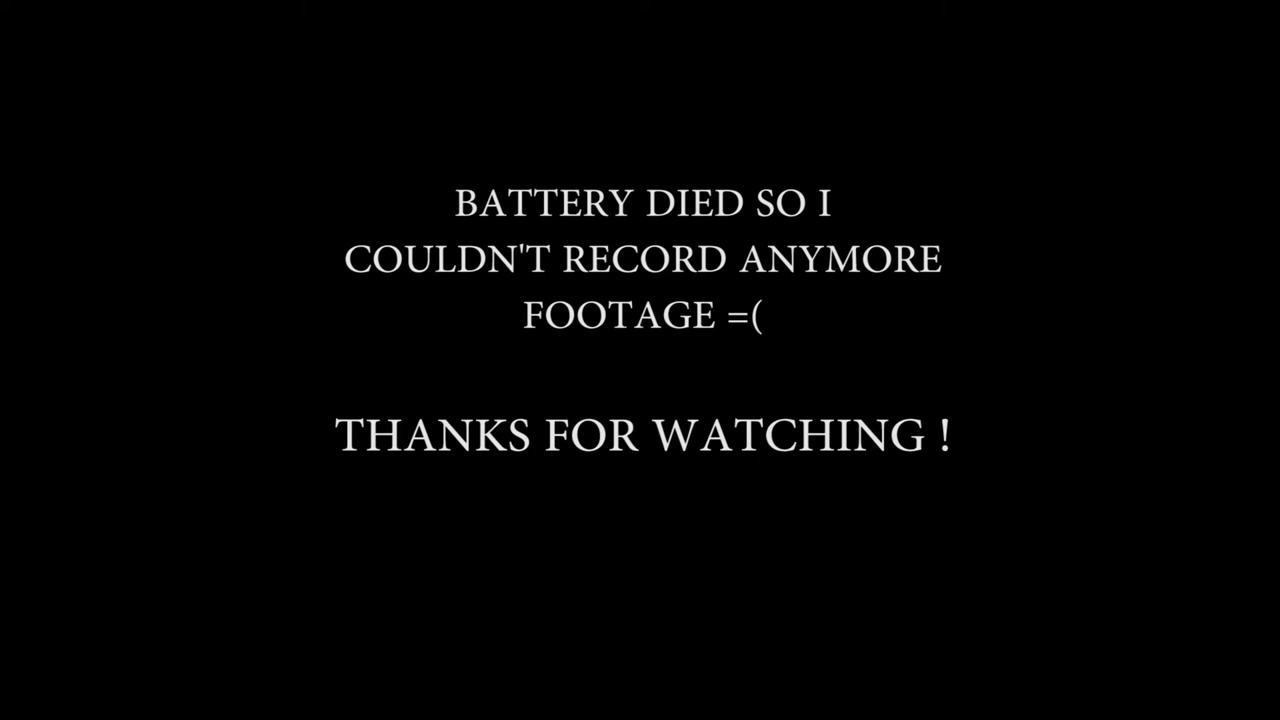 BATTERY DIED SO I
COULDN'T RECORD ANYMORE
FOOTAGE =(
THANKS FOR WATCHING !